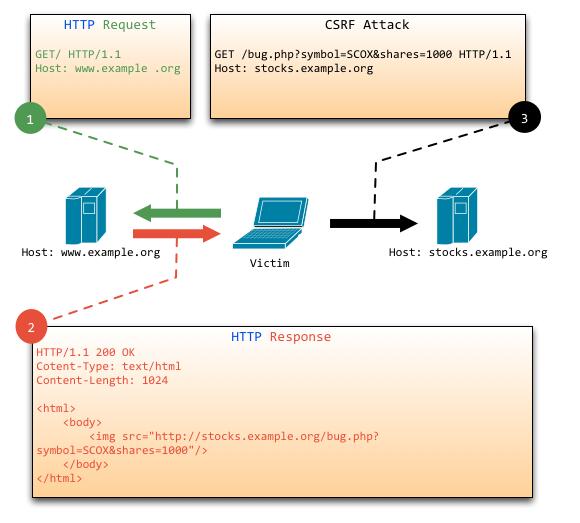 HTTP Request
GET/ HTTP/1.1
Host: www.example .org
1
CSRF Attack
GET /bug.php?symbol=SCOX&shares=1000 HTTP/1.1
Host: stocks.example.org
3
Host: www.example.org
Victim
Host: stocks.example.org
2
HTTP Response
HTTP/1.1 200 OK
Cotent-Type: text/html
Content-Length: 1024
<html>
<body>
<img src="http://stocks.example.org/bug.php?
symbol=SCOX&shares=1000"/>
</body>
</html>